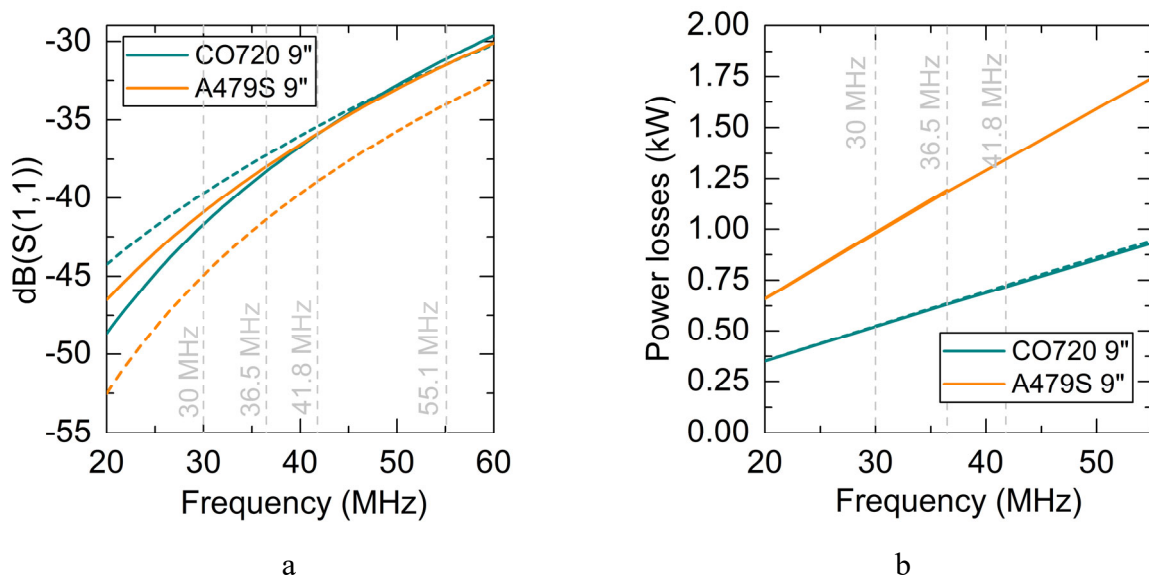 -30
-35
-40
-45
-50
-55
dB(S(1,1))
CO720 9"
A479S 9"
30 MHz
36.5 MHz
41.8 MHz
55.1 MHz
20 30 40 50 60
Frequency (MHz)
a
2.00
1.75
1.50
1.25
1.00
0.75
0.50
0.25
0.00
Power losses (kW)
30 MHz
36.5 MHz
41.8 MHz
CO720 9"
A479S 9"
20 30 40 50
Frequency (MHz)
b